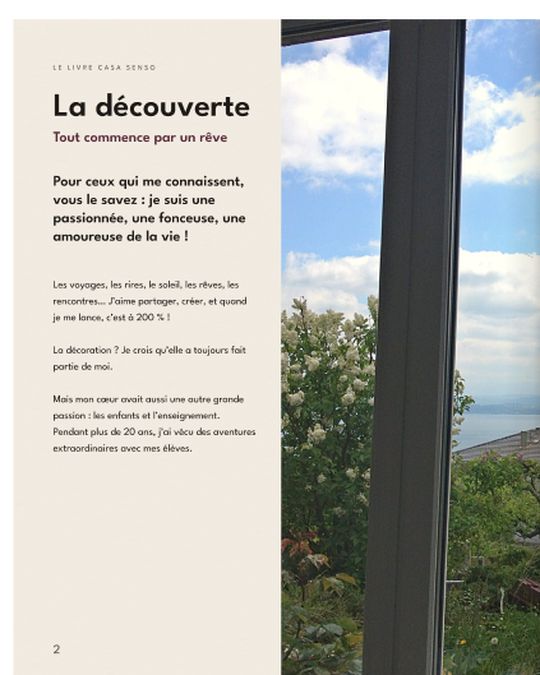 LE LIVRE CASA SENSO
La découverte
Tout commence par un rêve
Pour ceux qui me connaissent,
vous le savez : je suis une
passionnée, une fonceuse, une
amoureuse de la vie !
Les voyages, les rires, le soleil, les rêves, les
rencontres... J'aime partager, créer, et quand
je me lance, c'est à 200 % !
La décoration ? Je crois qu'elle a toujours fait
partie de moi.
Mais mon cœur avait aussi une autre grande
passion : les enfants et l'enseignement.
Pendant plus de 20 ans, j'ai vécu des aventures
extraordinaires avec mes élèves.
2